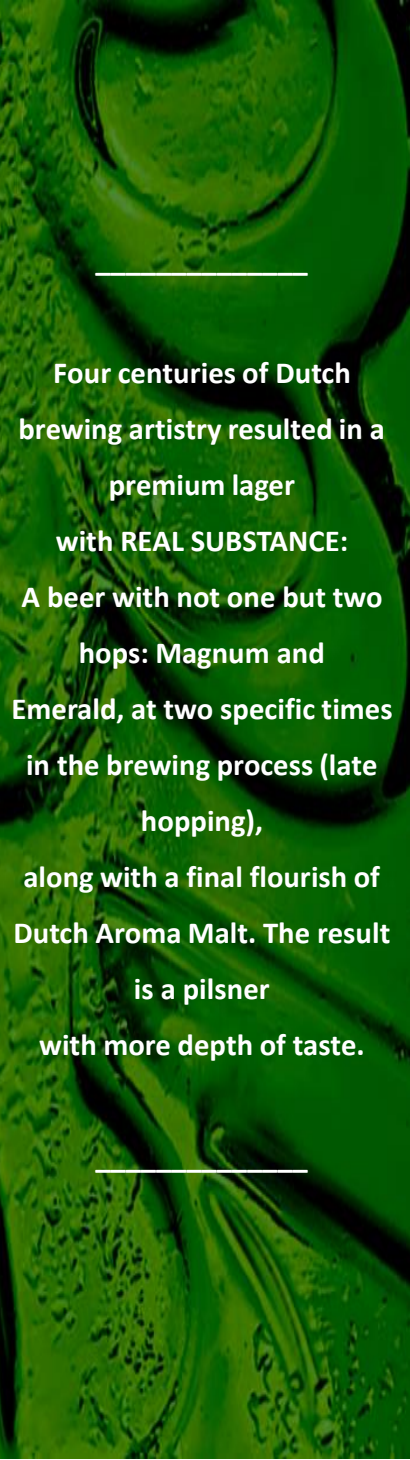 Four centuries of Dutch
brewing artistry resulted in a
premium lager
with REAL SUBSTANCE:
A beer with not one but two
hops: Magnum and
Emerald, at two specific times
in the brewing process (late
hopping),
along with a final flourish of
Dutch Aroma Malt. The result
is a pilsner
with more depth of taste.